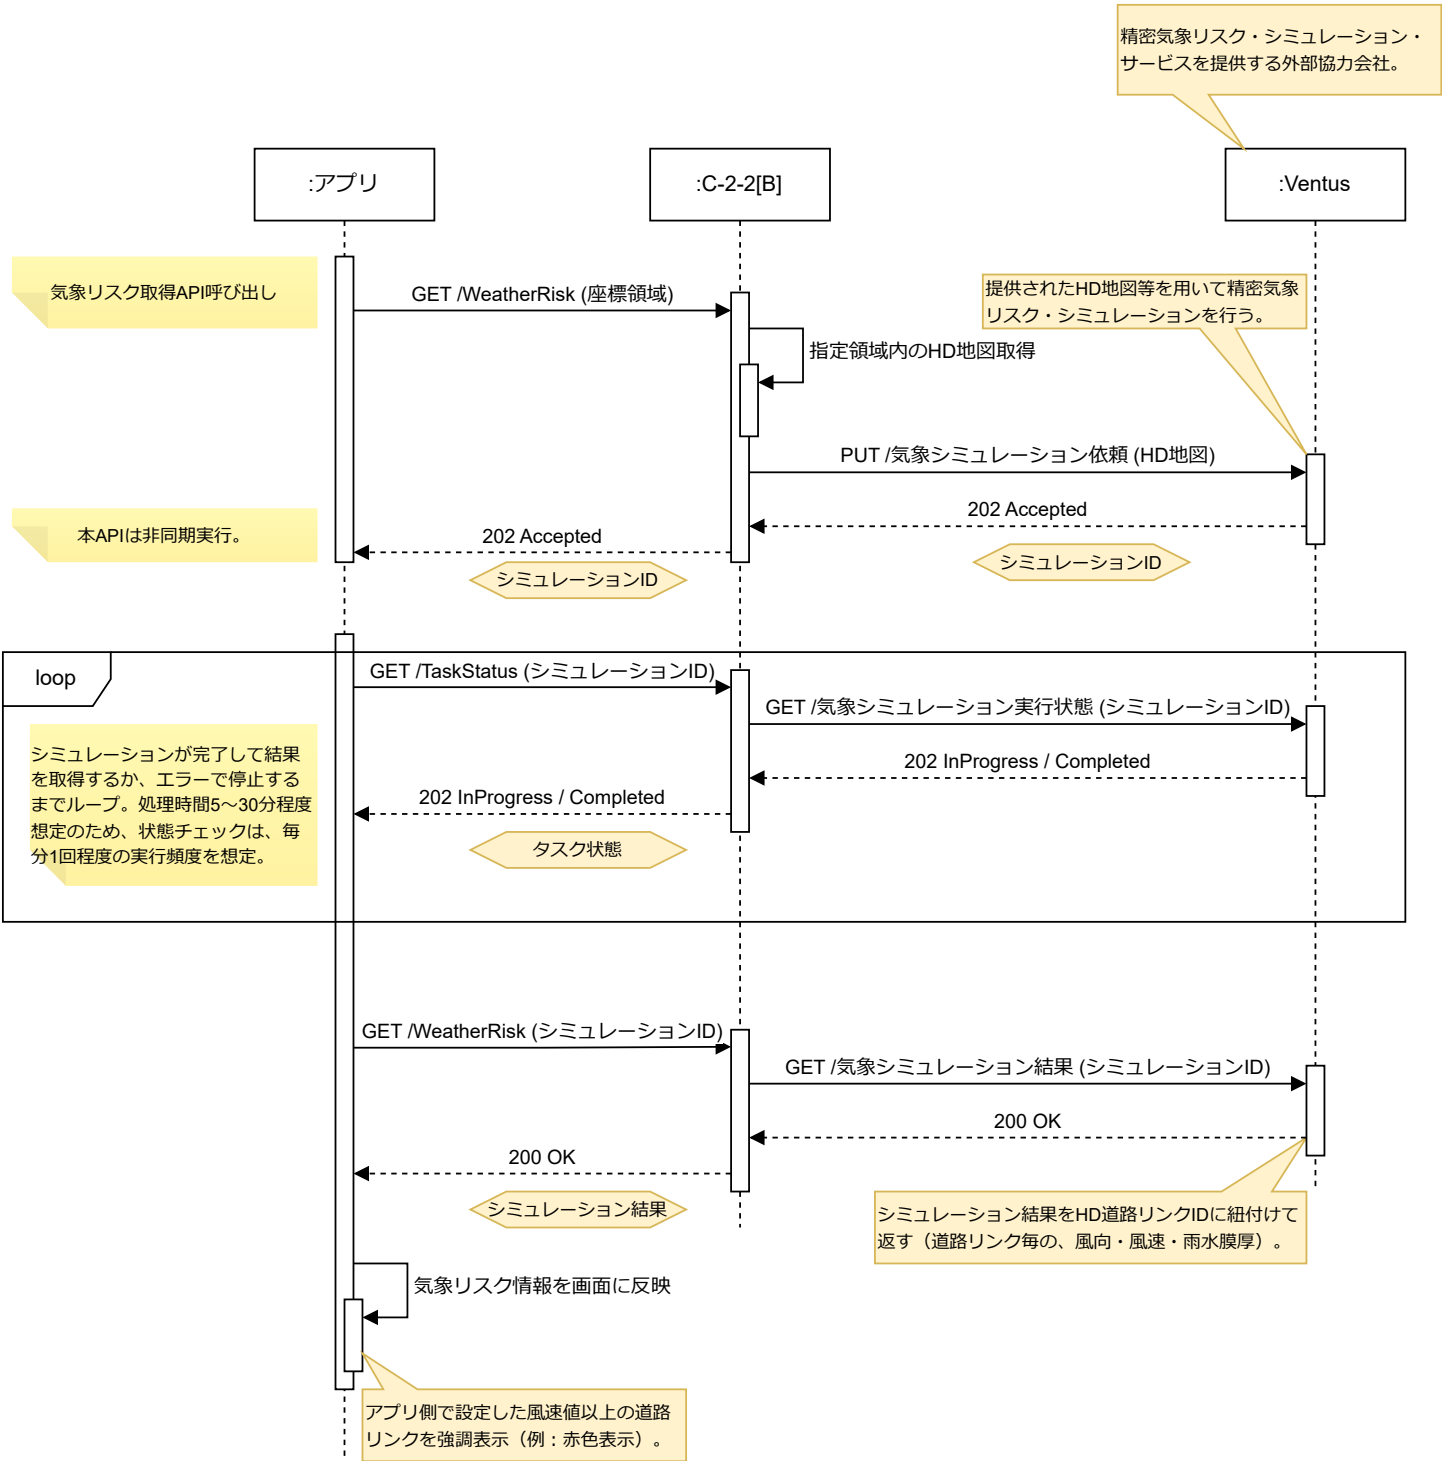 精密気象リスク・シミュレーション・
サービスを提供する外部協力会社。
:アプリ
:C-2-2[B]
:Ventus
気象リスク取得API呼び出し
GET /WeatherRisk (座標領域)
提供されたHD地図等を用いて精密気象
リスク・シミュレーションを行う。
指定領域内のHD地図取得
PUT /気象シミュレーション依頼 (HD地図)
202 Accepted
本APIは非同期実行。
202 Accepted
シミュレーションID
シミュレーションID
loop
GET /TaskStatus (シミュレーションID)
GET /気象シミュレーション実行状態 (シミュレーションID)
シミュレーションが完了して結果
を取得するか、エラーで停止する
までループ。処理時間5〜30分程度
想定のため、状態チェックは、毎
分1回程度の実行頻度を想定。
202 InProgress / Completed
202 InProgress / Completed
タスク状態
GET /WeatherRisk (シミュレーションID)
GET /気象シミュレーション結果 (シミュレーションID)
200 OK
200 OK
シミュレーション結果
シミュレーション結果をHD道路リンクIDに紐付けて
返す（道路リンク毎の、風向・風速・雨水膜厚）。
気象リスク情報を画面に反映
アプリ側で設定した風速値以上の道路
リンクを強調表示（例：赤色表示）。